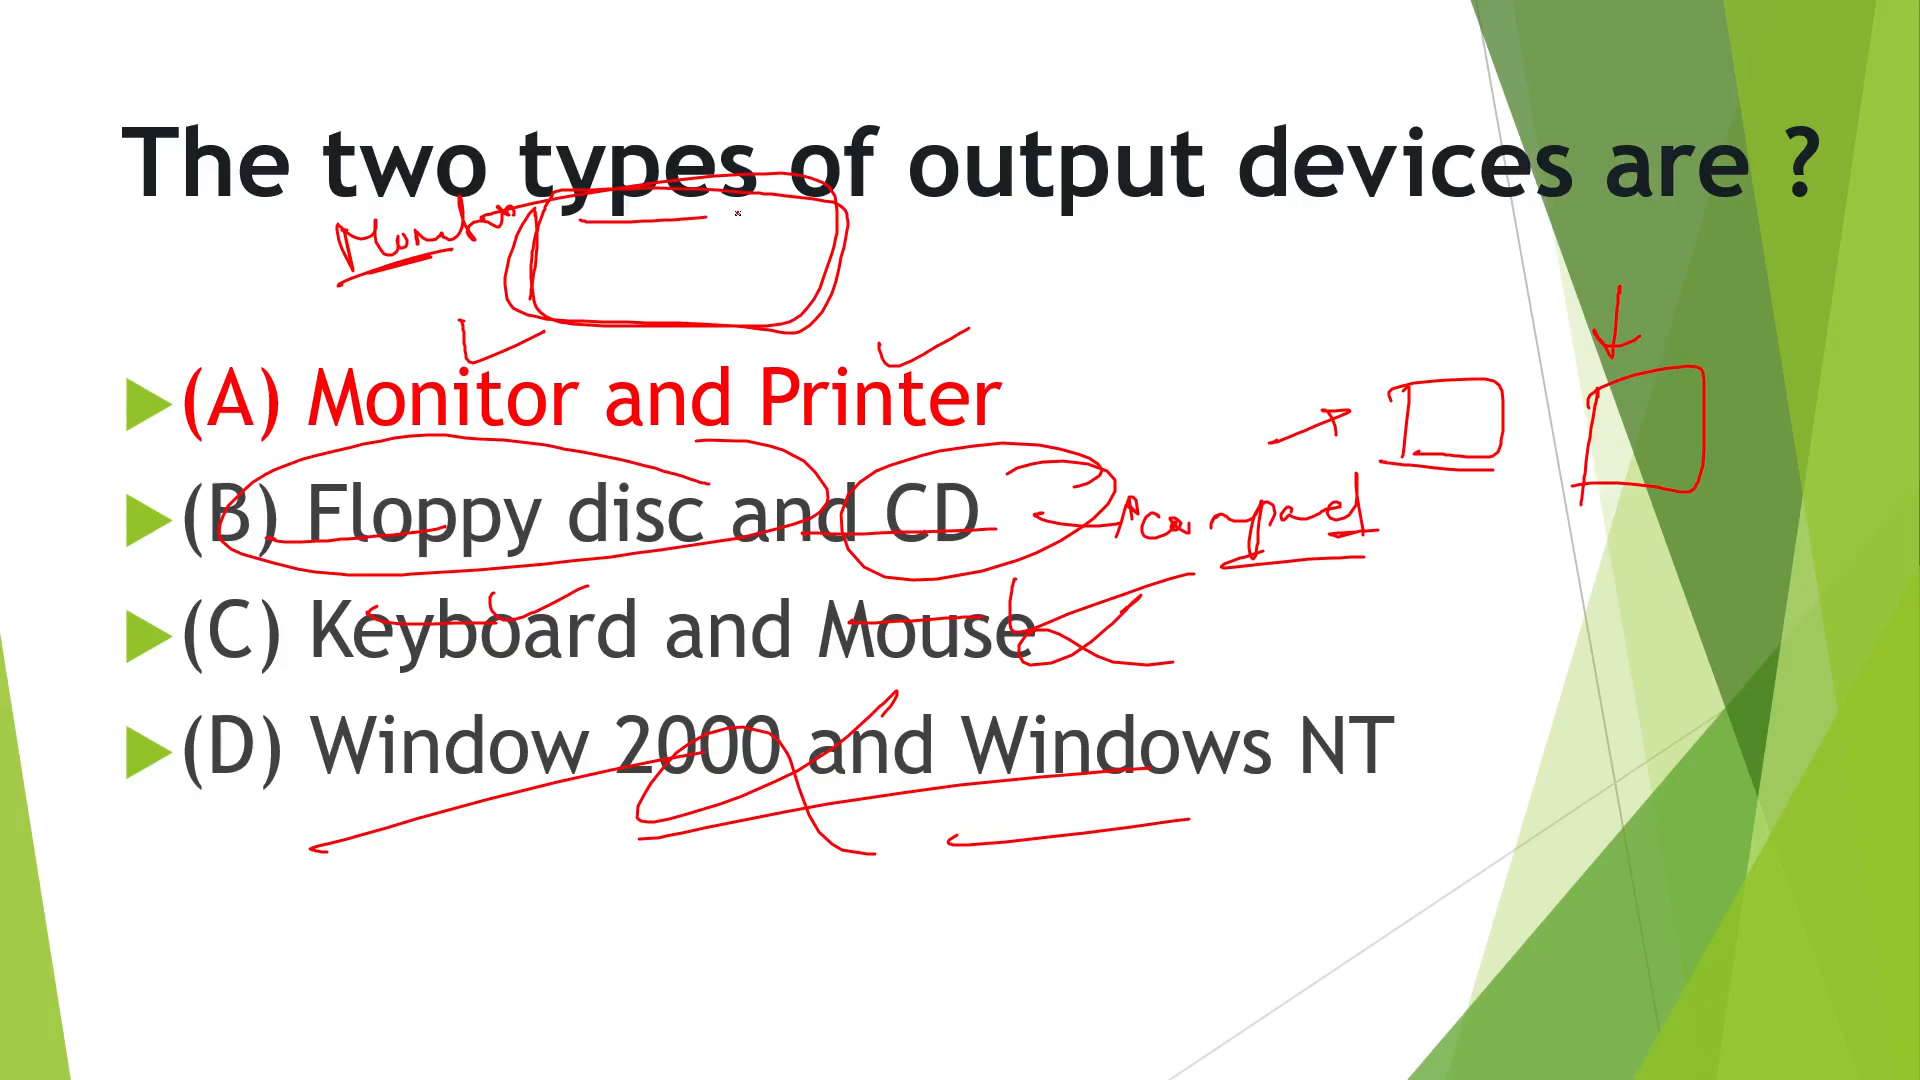 The two types of output devices are ?
Monitor
(A) Monitor and Printer
(B) Floppy disc and CD
(C) Keyboard and Mouse
(D) Window 2000 and Windows NT